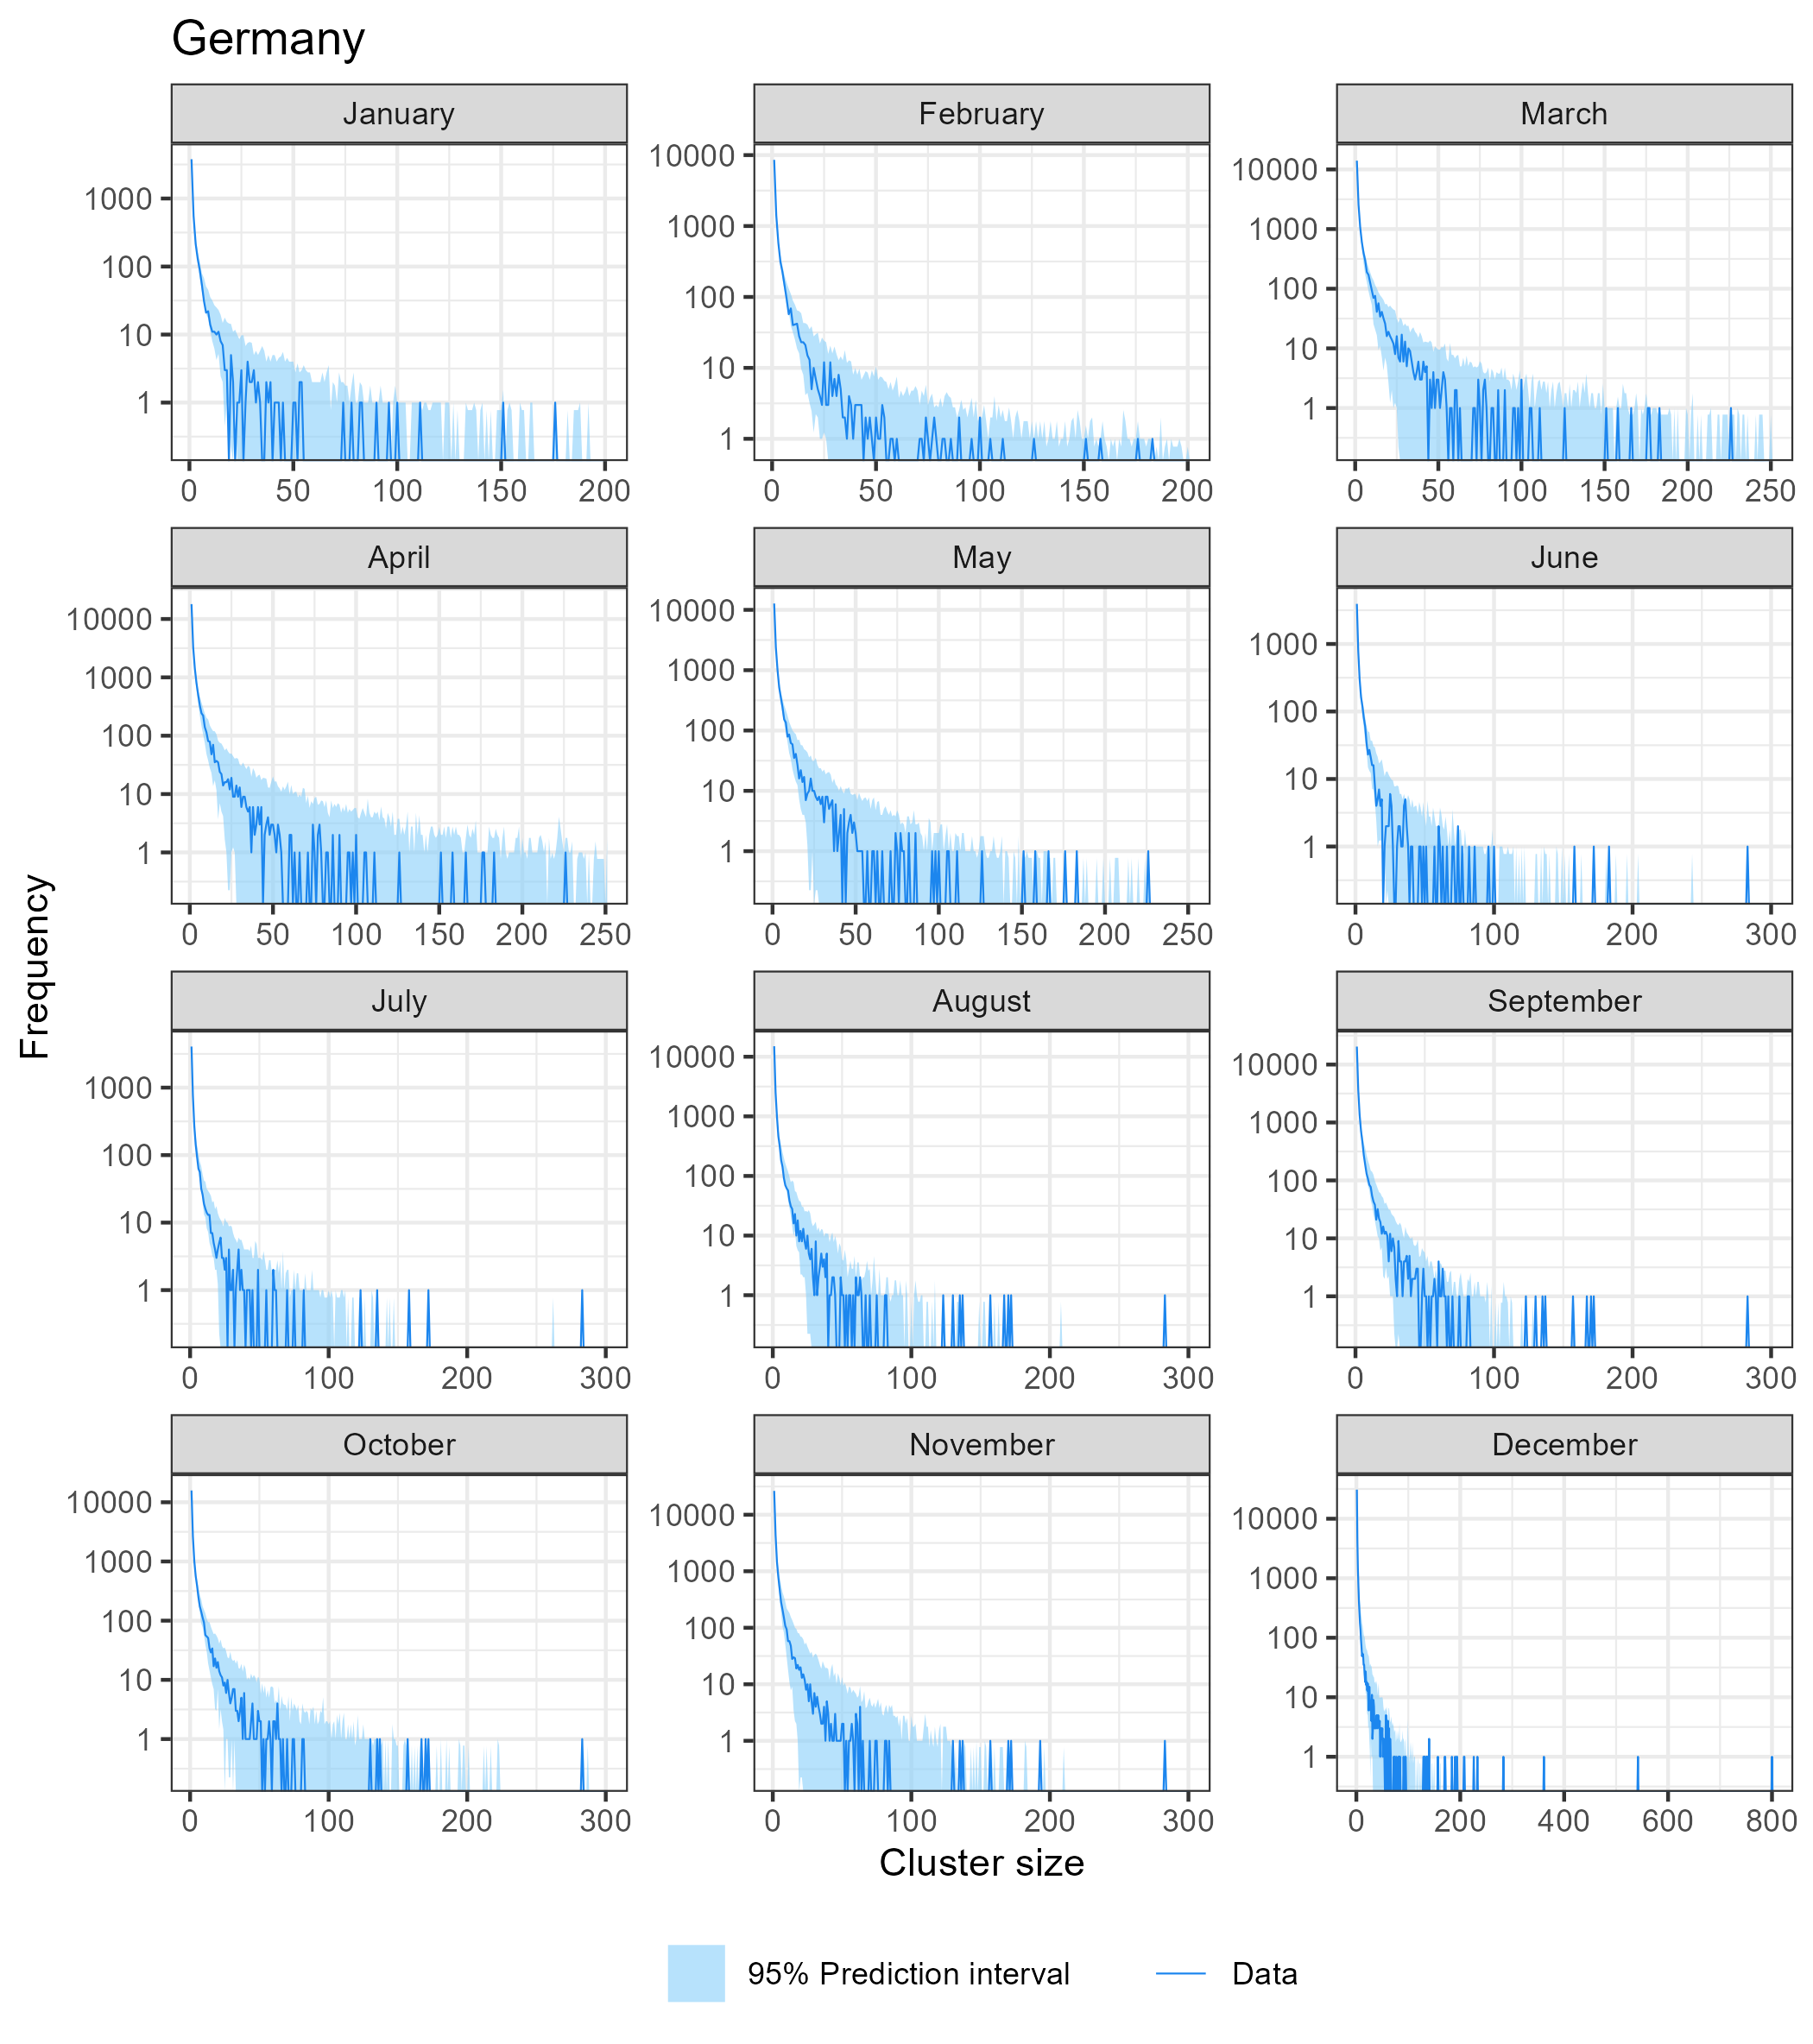 Germany
January February March
10000 10000
1000 1000 1000
100 100 100
10 10 10
1 1 1
0 50 100 150 200 0 50 100 150 200 0 50 100 150 200 250
April May June
10000 10000
1000 1000 1000
100 100 100
10 10 10
1 1 1
0 50 100 150 200 250 0 50 100 150 200 250 0 100 200 300
Frequency
July August September
10000 10000
1000 1000 1000
100 100 100
10 10 10
1 1 1
0 100 200 300 0 100 200 300 0 100 200 300
October November December
10000 10000 10000
1000 1000 1000
100 100 100
10 10 10
1 1 1
0 100 200 300 0 100 200 300 0 200 400 600 800
Cluster size
95% Prediction interval Data